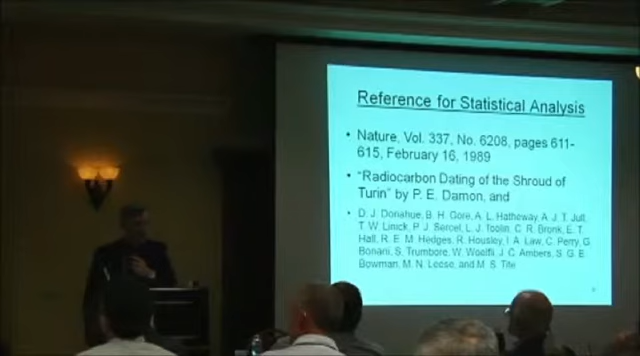 Reference for Statistical Analysis
• Nature, Vol. 337, No. 6208, pages 611-
615, February 16, 1989
• "Radiocarbon Dating of the Shroud of
Turin" by P. E. Damon, and
• D. J. Donahue, B. H. Gore, A. L. Hatheway, A. J. T. Jull,
T. W. Linick, P. J. Sercel, L. J. Toolin, C. R. Bronk, E. T.
Hall, R. E. M. Hedges, R. Housley, I. A. Law, C. Perry, G.
Bonani, S. Trumbore, W. Woelfli, J. C. Ambers, S. G. E.
Bowman, M. N. Leese, and M. S. Tite